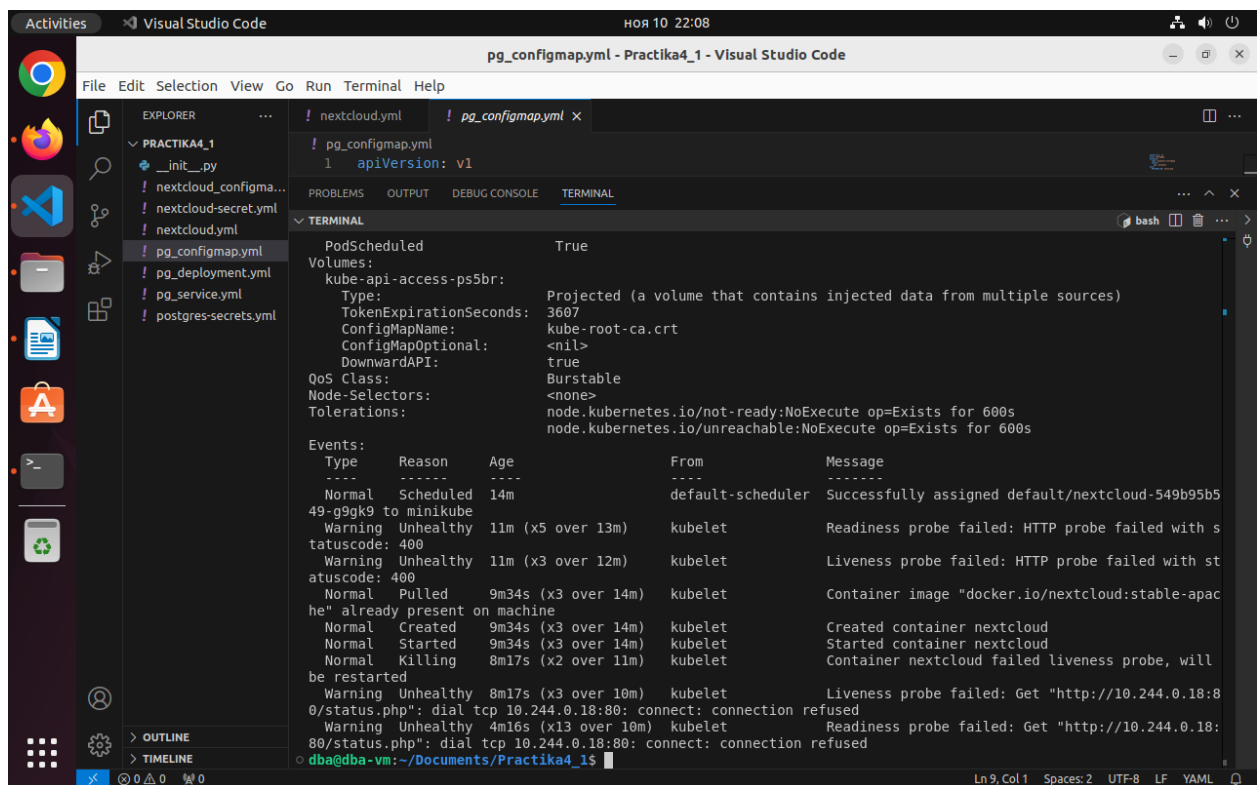 Activities Visual Studio Code ноя 10 22:08
pg_configmap.yml - Practika4_1 - Visual Studio Code
File Edit Selection View Go Run Terminal Help
EXPLORER ... ! nextcloud.yml ! pg_configmap.yml ×
PRACTIKA4_1
__init__.py
! nextcloud_configma...
! nextcloud-secret.yml
! nextcloud.yml
! pg_configmap.yml
! pg_deployment.yml
! pg_service.yml
! postgres-secrets.yml
! pg_configmap.yml
1 apiVersion: v1
PROBLEMS OUTPUT DEBUG CONSOLE TERMINAL
TERMINAL bash
PodScheduled True
Volumes:
kube-api-access-ps5br:
Type: Projected (a volume that contains injected data from multiple sources)
TokenExpirationSeconds: 3607
ConfigMapName: kube-root-ca.crt
ConfigMapOptional: <nil>
DownwardAPI: true
QoS Class: Burstable
Node-Selectors: <none>
Tolerations: node.kubernetes.io/not-ready:NoExecute op=Exists for 600s
node.kubernetes.io/unreachable:NoExecute op=Exists for 600s
Events:
Type Reason Age From Message
---- ------ ---- ---- -------
Normal Scheduled 14m default-scheduler Successfully assigned default/nextcloud-549b95b5
49-g9gk9 to minikube
Warning Unhealthy 11m (x5 over 13m) kubelet Readiness probe failed: HTTP probe failed with s
tatuscode: 400
Warning Unhealthy 11m (x3 over 12m) kubelet Liveness probe failed: HTTP probe failed with st
atuscode: 400
Normal Pulled 9m34s (x3 over 14m) kubelet Container image "docker.io/nextcloud:stable-apac
he" already present on machine
Normal Created 9m34s (x3 over 14m) kubelet Created container nextcloud
Normal Started 9m34s (x3 over 14m) kubelet Started container nextcloud
Normal Killing 8m17s (x2 over 11m) kubelet Container nextcloud failed liveness probe, will
be restarted
Warning Unhealthy 8m17s (x3 over 10m) kubelet Liveness probe failed: Get "http://10.244.0.18:8
0/status.php": dial tcp 10.244.0.18:80: connect: connection refused
Warning Unhealthy 4m16s (x13 over 10m) kubelet Readiness probe failed: Get "http://10.244.0.18:
80/status.php": dial tcp 10.244.0.18:80: connect: connection refused
dba@dba-vm:~/Documents/Practika4_1$
OUTLINE
TIMELINE
0 0 0 Ln 9, Col 1 Spaces: 2 UTF-8 LF YAML